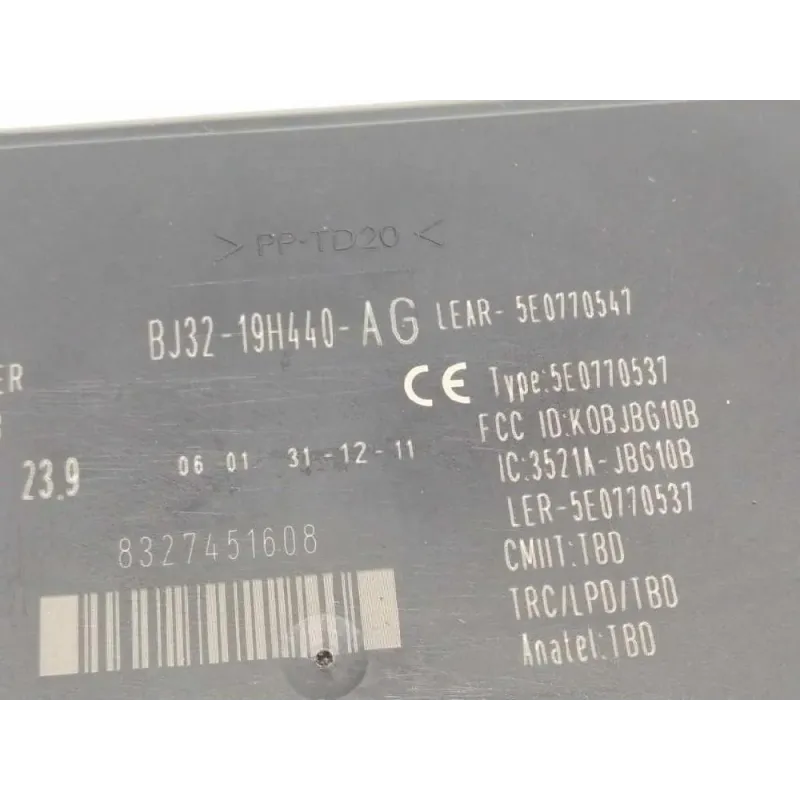 > PP-TD20 <
BJ32-19H440-AG LEAR- 5E0770547
ER
CE Type:5E0770537
FCC ID:KOBJBG10B
23.9 06 01 31-12-11 IC:3521A-JBG10B
LER-5E0770537
8327451608
CMIIT:TBD
TRC/LPD/TBD
Anatel:TBD